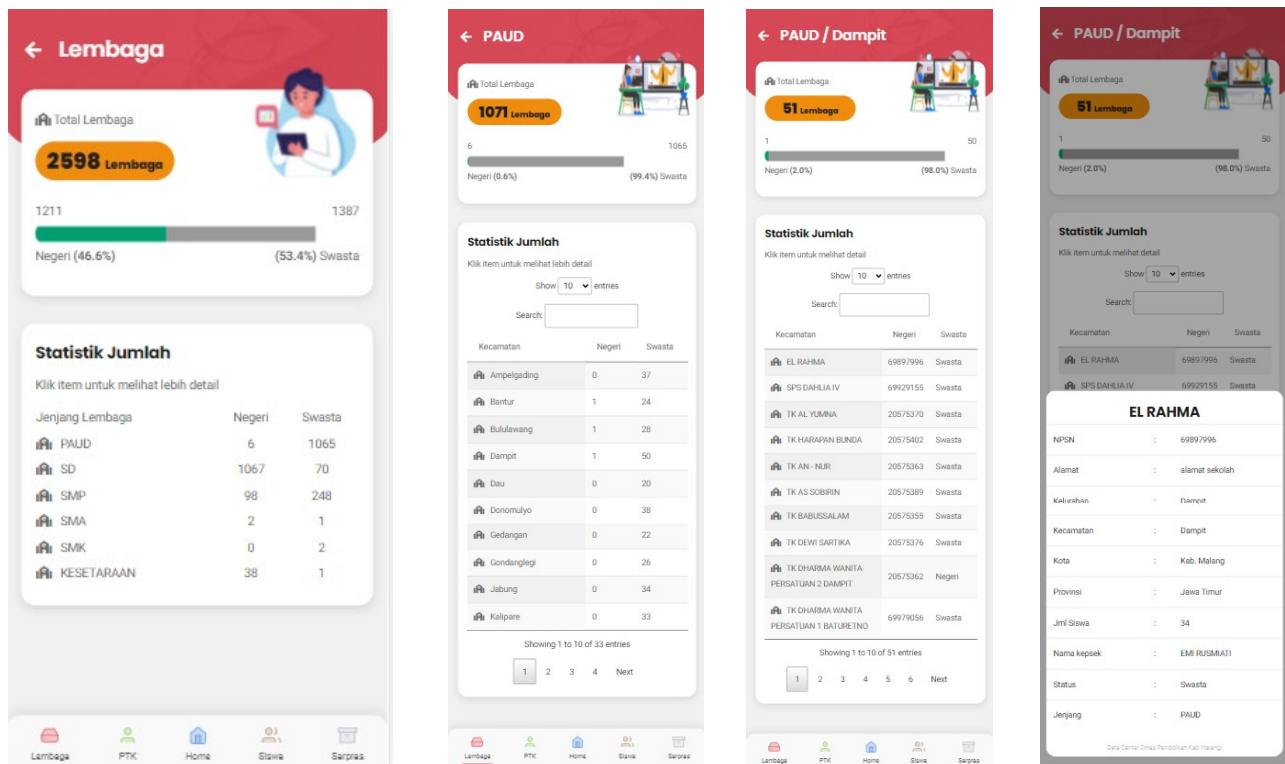 ← Lembaga
Total Lembaga
2598 Lembaga
1211 1387
Negeri (46.6%) (53.4%) Swasta
Statistik Jumlah
Klik item untuk melihat lebih detail
Jenjang Lembaga Negeri Swasta
PAUD 6 1065
SD 1067 70
SMP 98 248
SMA 2 1
SMK 0 2
KESETARAAN 38 1
Lembaga PTK Home Siswa Sarpras
← PAUD
Total Lembaga
1071 Lembaga
6 1065
Negeri (0.6%) (99.4%) Swasta
Statistik Jumlah
Klik item untuk melihat lebih detail
Show 10 entries
Search:
Kecamatan Negeri Swasta
Ampelgading 0 37
Bantur 1 24
Bululawang 1 28
Dampit 1 50
Dau 0 20
Donomulyo 0 38
Gedangan 0 22
Gondanglegi 0 26
Jabung 0 34
Kalipare 0 33
Showing 1 to 10 of 33 entries
1 2 3 4 Next
Lembaga PTK Home Siswa Sarpras
← PAUD / Dampit
Total Lembaga
51 Lembaga
1 50
Negeri (2.0%) (98.0%) Swasta
Statistik Jumlah
Klik item untuk melihat detail
Show 10 entries
Search:
Kecamatan Negeri Swasta
EL RAHMA 69897996 Swasta
SPS DAHLIA IV 69929155 Swasta
TK AL YUMNA 20575370 Swasta
TK HARAPAN BUNDA 20575402 Swasta
TK AN - NUR 20575363 Swasta
TK AS SOBIRIN 20575389 Swasta
TK BABUSSALAM 20575355 Swasta
TK DEWI SARTIKA 20575376 Swasta
TK DHARMA WANITA
PERSATUAN 2 DAMPIT 20575362 Negeri
TK DHARMA WANITA
PERSATUAN 1 BATURETNO 69979056 Swasta
Showing 1 to 10 of 51 entries
1 2 3 4 5 6 Next
Lembaga PTK Home Siswa Sarpras
← PAUD / Dampit
Total Lembaga
51 Lembaga
1 50
Negeri (2.0%) (98.0%) Swasta
Statistik Jumlah
Klik item untuk melihat detail
Show 10 entries
Search:
Kecamatan Negeri Swasta
EL RAHMA 69897996 Swasta
SPS DAHLIA IV 69929155 Swasta
EL RAHMA
NPSN : 69897996
Alamat : alamat sekolah
Kelurahan : Dampit
Kecamatan : Dampit
Kota : Kab. Malang
Provinsi : Jawa Timur
Jml Siswa : 34
Nama kepsek : EMI RUSMIATI
Status : Swasta
Jenjang : PAUD
Data Center Dinas Pendidikan Kab Malang